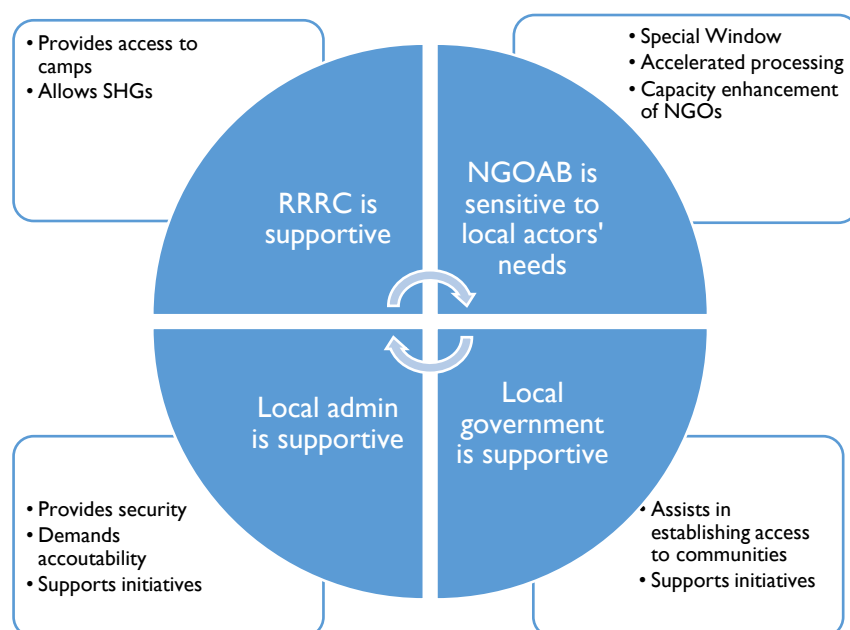 • Provides access to
camps
• Allows SHGs
• Special Window
• Accelerated processing
• Capacity enhancement
of NGOs
RRRC is
supportive
NGOAB is
sensitive to
local actors'
needs
Local admin
is supportive
Local
government
is supportive
• Provides security
• Demands
accoutability
• Supports initiatives
• Assists in
establishing access
to communities
• Supports initiatives